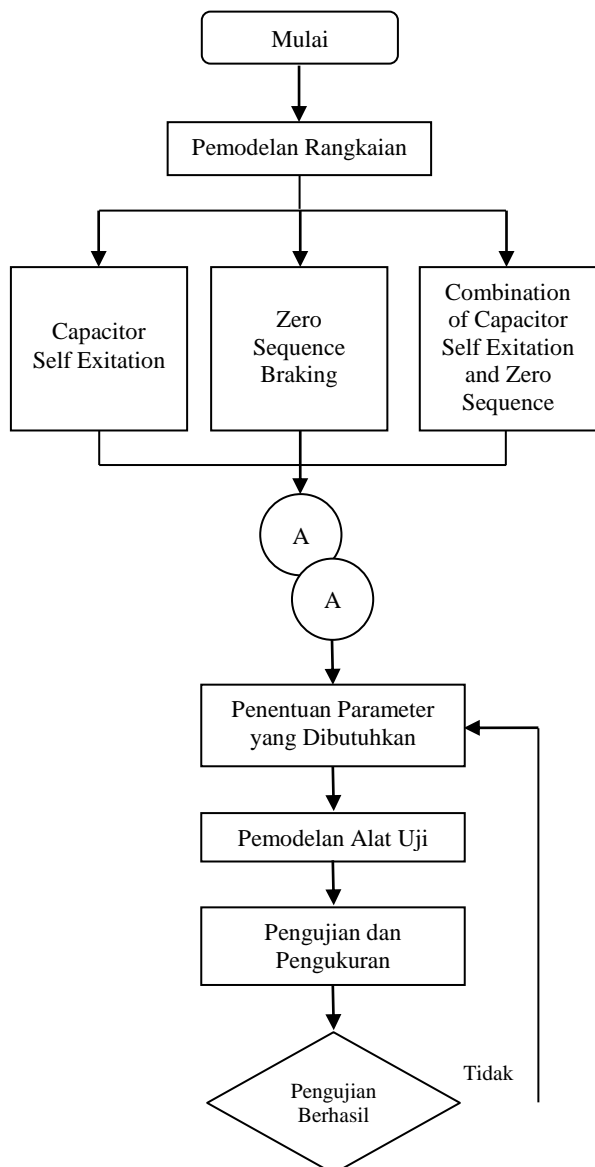 Mulai
Pemodelan Rangkaian
Capacitor
Self Exitation
Zero
Sequence
Braking
Combination
of Capacitor
Self Exitation
and Zero
Sequence
A
A
Penentuan Parameter
yang Dibutuhkan
Pemodelan Alat Uji
Pengujian dan
Pengukuran
Pengujian
Berhasil
Tidak